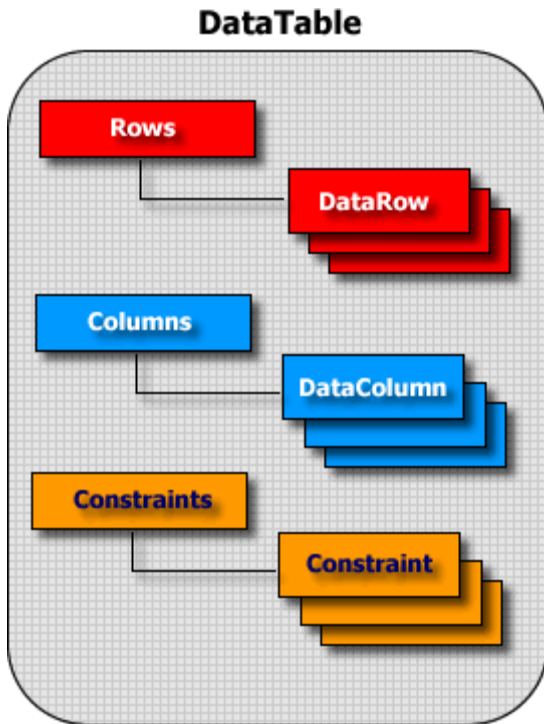 DataTable
Rows
DataRow
Columns
DataColumn
Constraints
Constraint